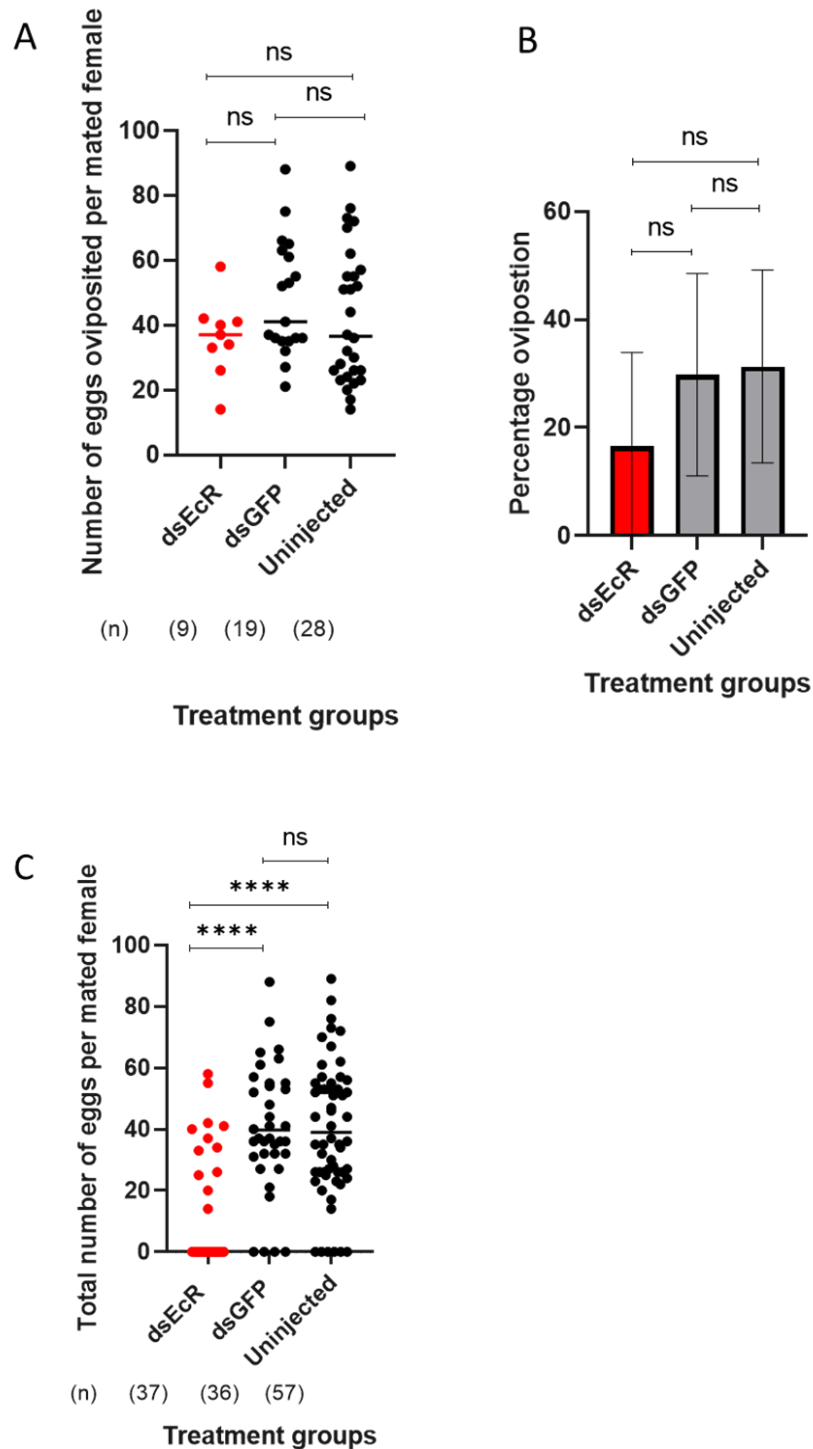 A
ns
ns
ns
Number of eggs oviposited per mated female
100
80
60
40
20
0
dsEcR
dsGFP
Uninjected
(n) (9) (19) (28)
Treatment groups
B
ns
ns
ns
Percentage ovipostion
60
40
20
0
dsEcR
dsGFP
Uninjected
Treatment groups
C
ns
****
****
Total number of eggs per mated female
100
80
60
40
20
0
dsEcR
dsGFP
Uninjected
(n) (37) (36) (57)
Treatment groups